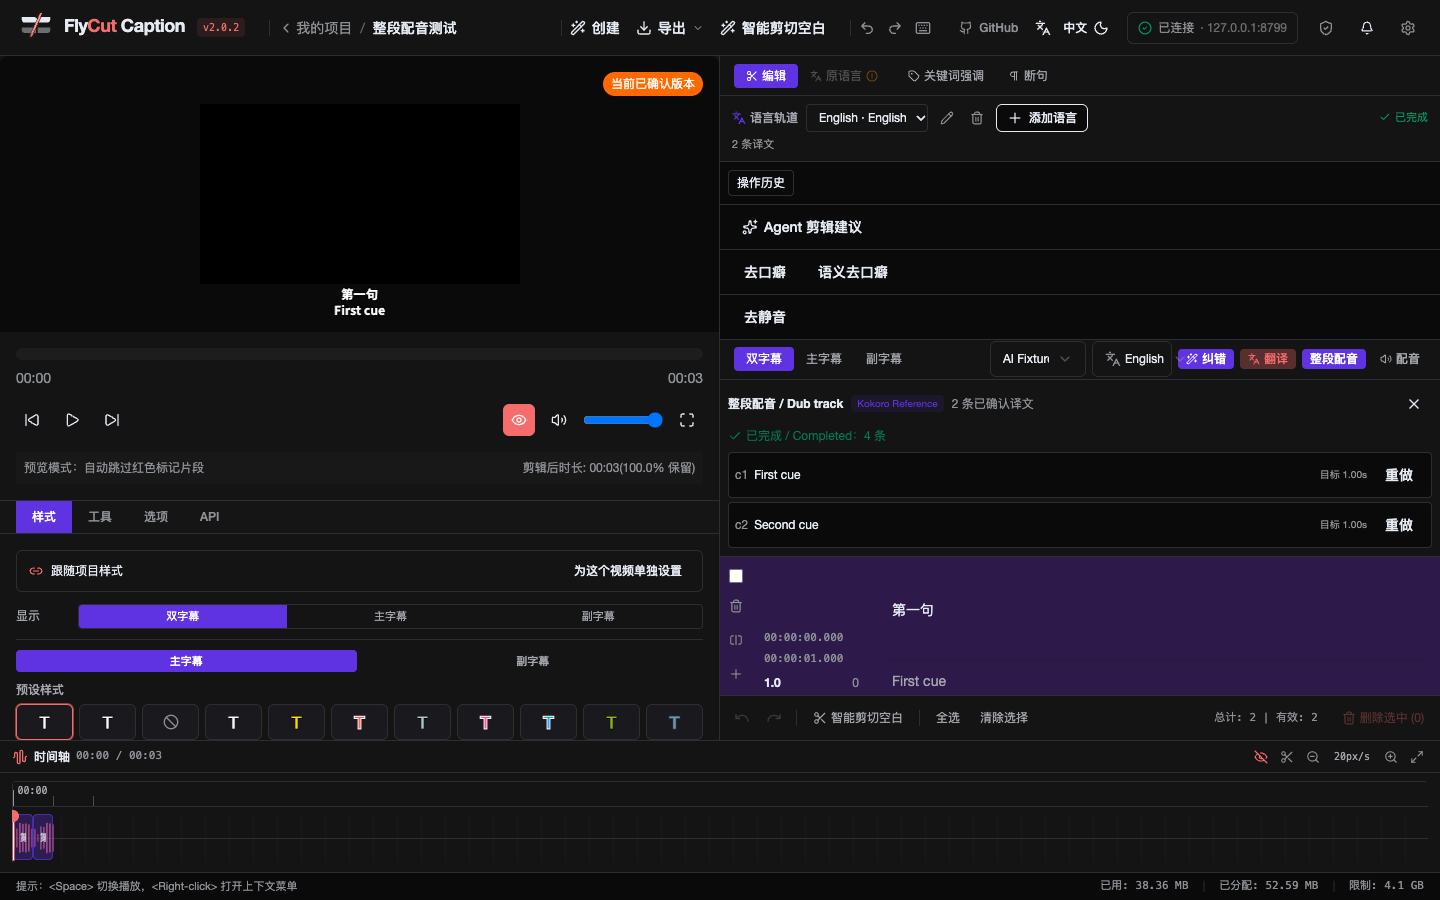 FlyCut Caption v2.0.2 我的项目 / 整段配音测试 创建 导出 智能剪切空白 GitHub 中文 已连接 · 127.0.0.1:8799
当前已确认版本
第一句
First cue
00:00 00:03
预览模式：自动跳过红色标记片段 剪辑后时长: 00:03(100.0% 保留)
样式 工具 选项 API
跟随项目样式 为这个视频单独设置
显示 双字幕 主字幕 副字幕
主字幕 副字幕
预设样式
T T T T T T T T T T
编辑 原语言 关键词强调 断句
语言轨道 English · English 添加语言 已完成
2 条译文
操作历史
Agent 剪辑建议
去口癖 语义去口癖
去静音
双字幕 主字幕 副字幕 AI Fixtur English 纠错 翻译 整段配音 配音
整段配音 / Dub track Kokoro Reference 2 条已确认译文
已完成 / Completed：4 条
c1 First cue 目标 1.00s 重做
c2 Second cue 目标 1.00s 重做
第一句
00:00:00.000
00:00:01.000
1.0 0 First cue
智能剪切空白 全选 清除选择 总计: 2 | 有效: 2 删除选中 (0)
时间轴 00:00 / 00:03 20px/s
00:00
提示：<Space> 切换播放，<Right-click> 打开上下文菜单 已用: 38.36 MB 已分配: 52.59 MB 限制: 4.1 GB